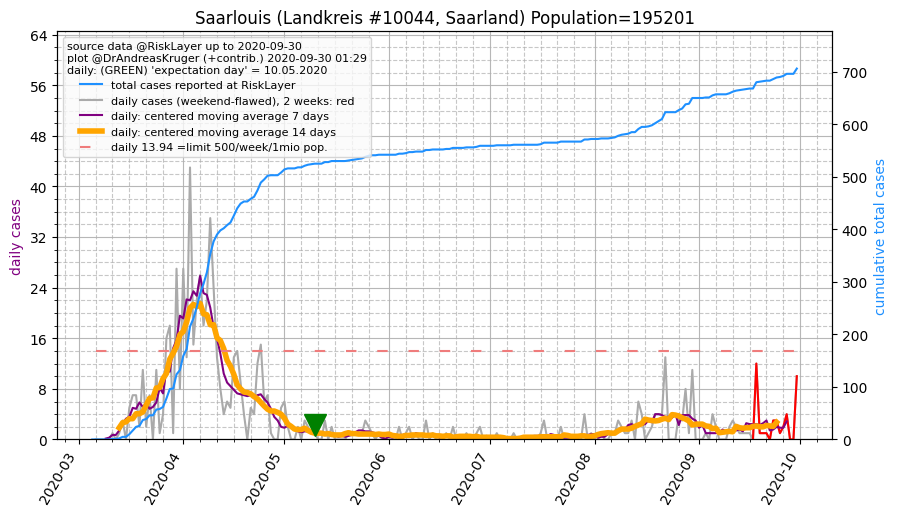 Saarlouis (Landkreis #10044, Saarland) Population=195201
source data @RiskLayer up to 2020-09-30
plot @DrAndreasKruger (+contrib.) 2020-09-30 01:29
daily: (GREEN) 'expectation day' = 10.05.2020
total cases reported at RiskLayer
daily cases (weekend-flawed), 2 weeks: red
daily: centered moving average 7 days
daily: centered moving average 14 days
daily 13.94 =limit 500/week/1mio pop.
daily cases
64
56
48
40
32
24
16
8
0
cumulative total cases
700
600
500
400
300
200
100
0
2020-03
2020-04
2020-05
2020-06
2020-07
2020-08
2020-09
2020-10